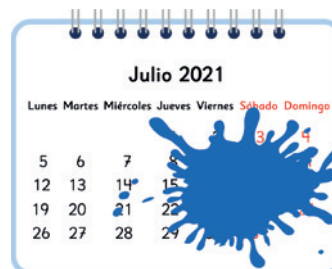 Julio 2021
Lunes Martes Miércoles Jueves Viernes Sábado Domingo
3 4
5 6 7 8
12 13 14 15
19 20 21 22
26 27 28 29